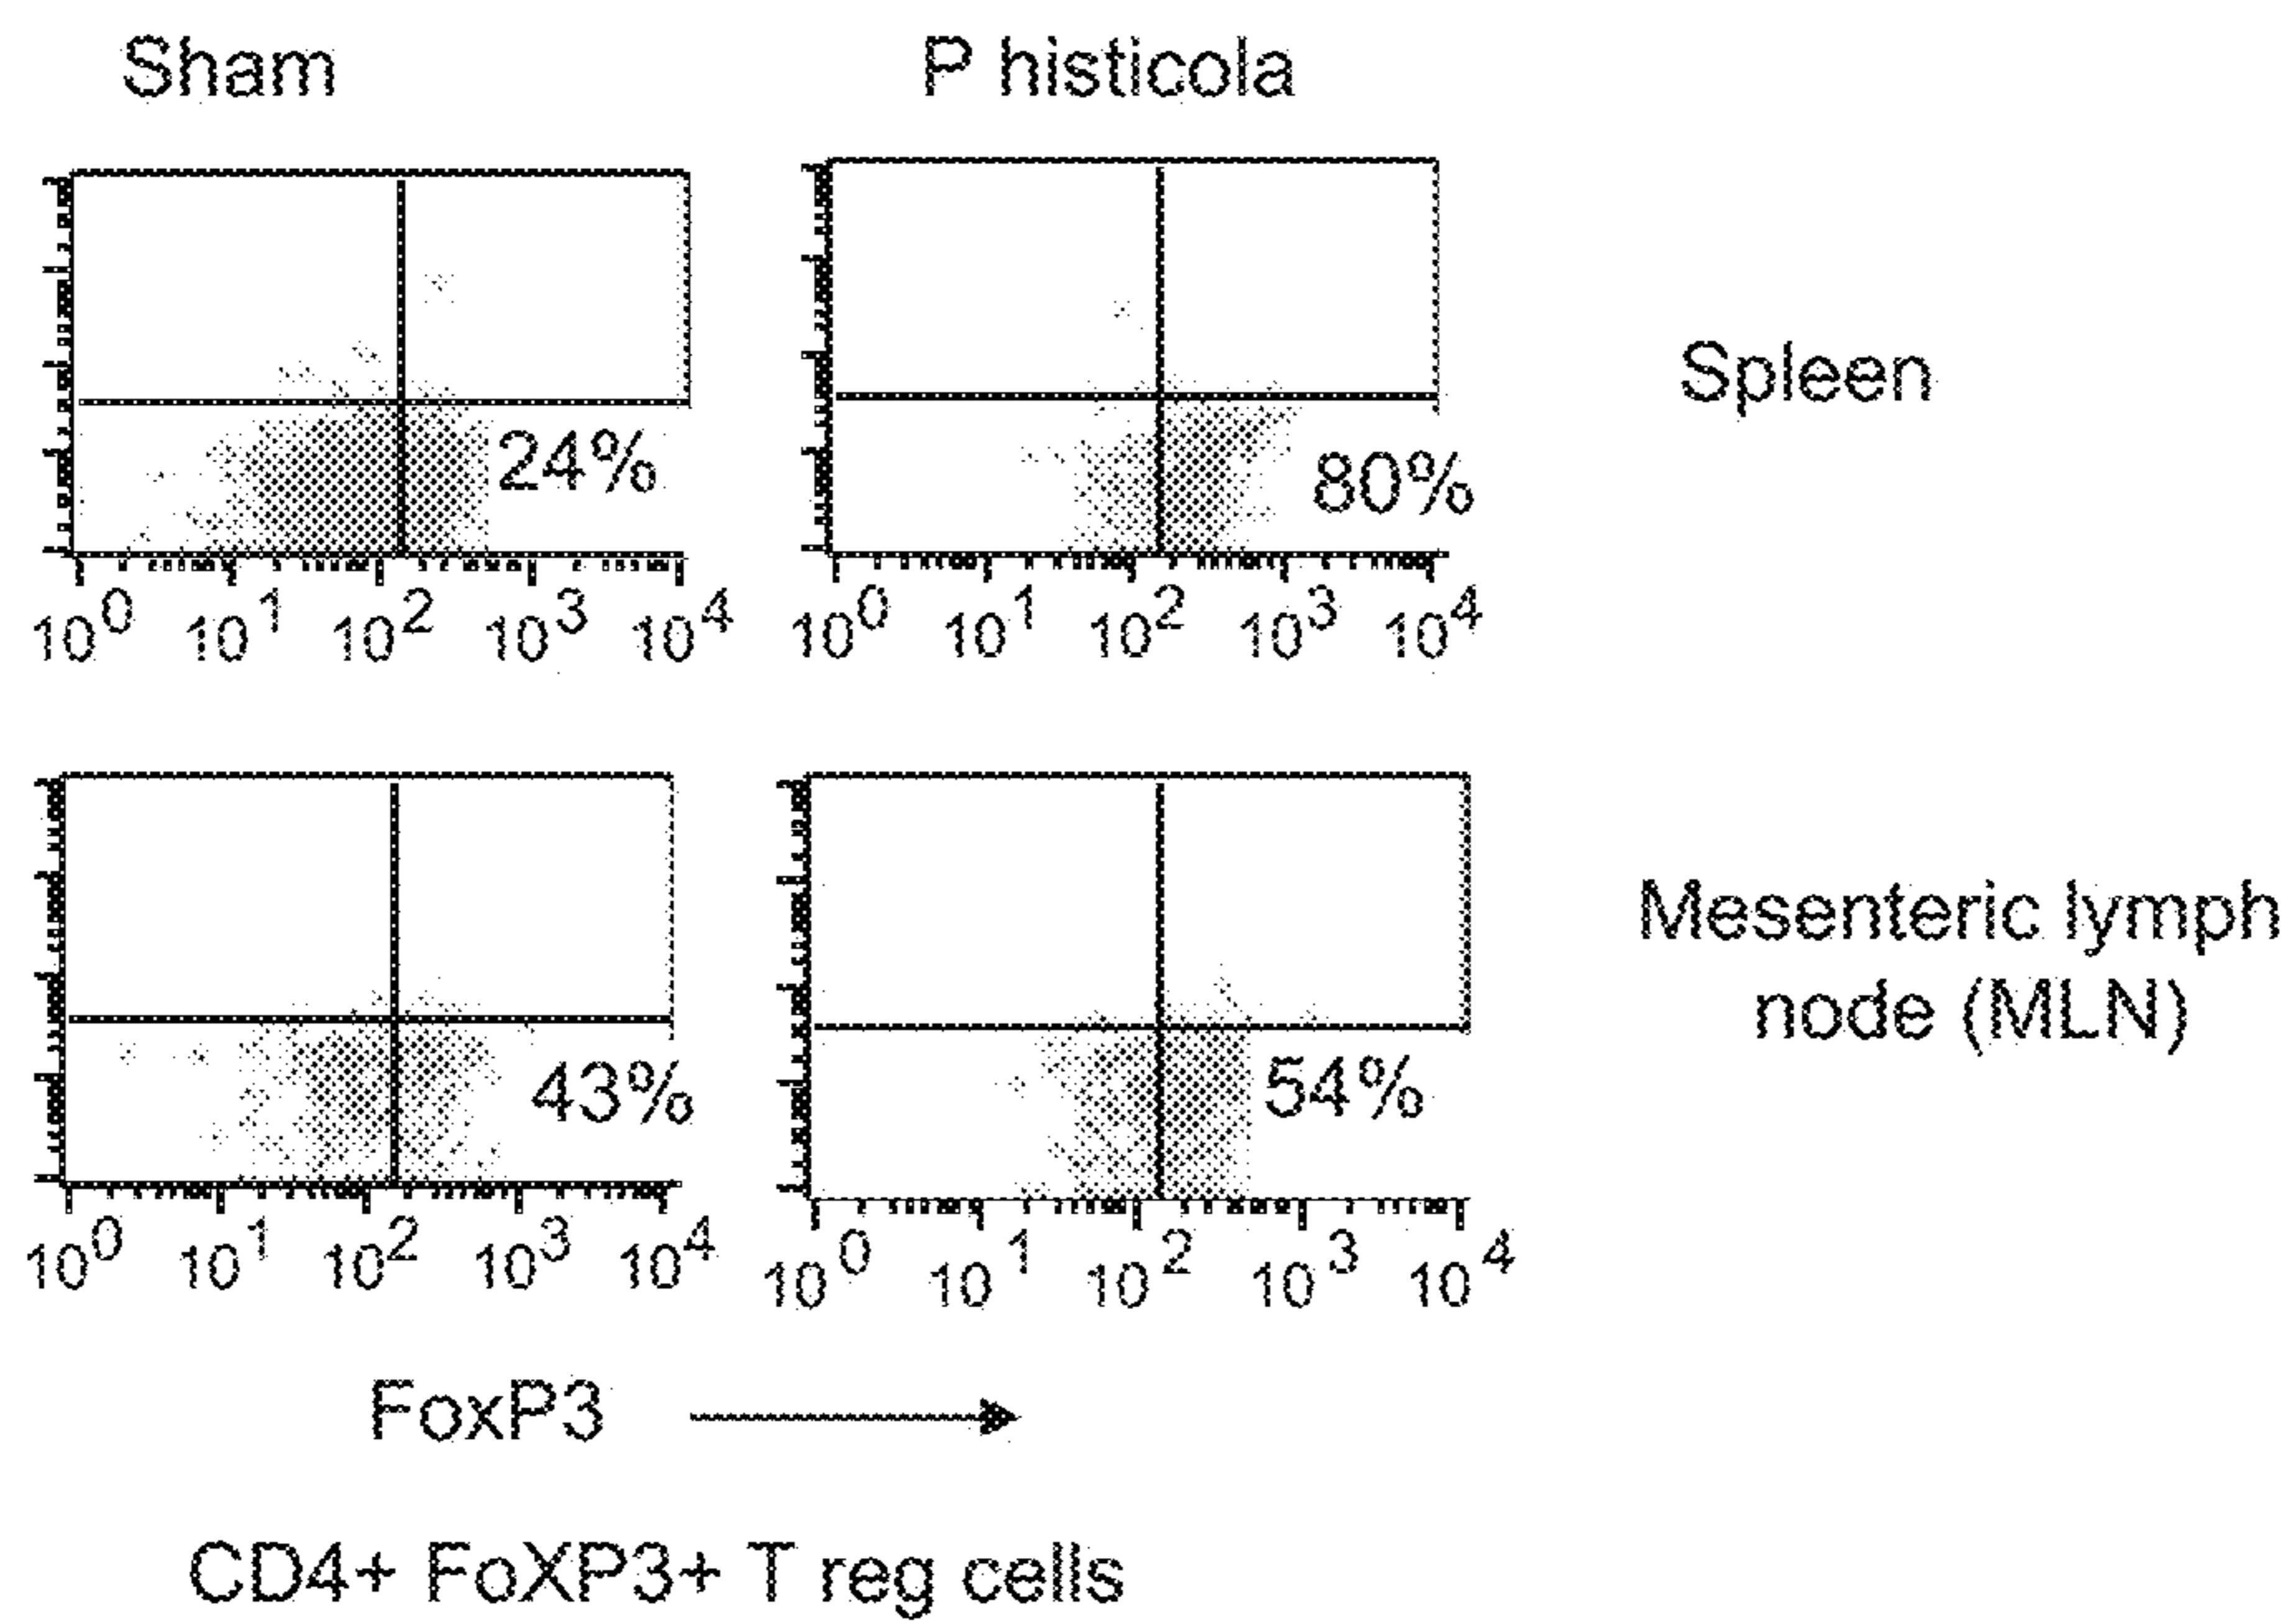 Sham P histicola
24% 80% Spleen
10^0 10^1 10^2 10^3 10^4 10^0 10^1 10^2 10^3 10^4
43% 54% Mesenteric lymph
node (MLN)
10^0 10^1 10^2 10^3 10^4 10^0 10^1 10^2 10^3 10^4
FoxP3
CD4+ FoXP3+ T reg cells